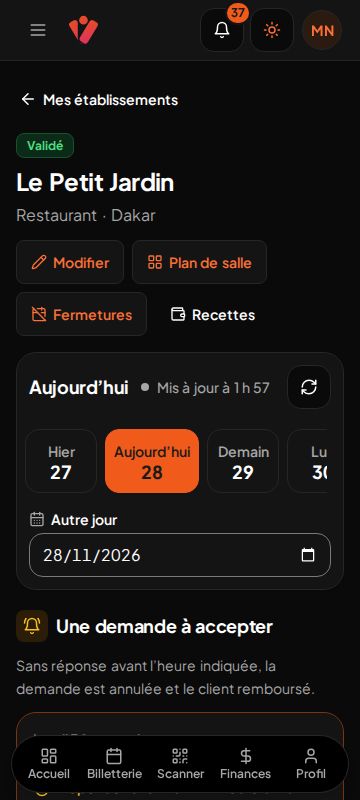 37
MN
Mes établissements
Validé
Le Petit Jardin
Restaurant · Dakar
Modifier
Plan de salle
Fermetures
Recettes
Aujourd'hui
Mis à jour à 1 h 57
Hier
27
Aujourd'hui
28
Demain
29
Lu
30
Autre jour
28/11/2026
Une demande à accepter
Sans réponse avant l'heure indiquée, la
demande est annulée et le client remboursé.
Accueil
Billetterie
Scanner
Finances
Profil